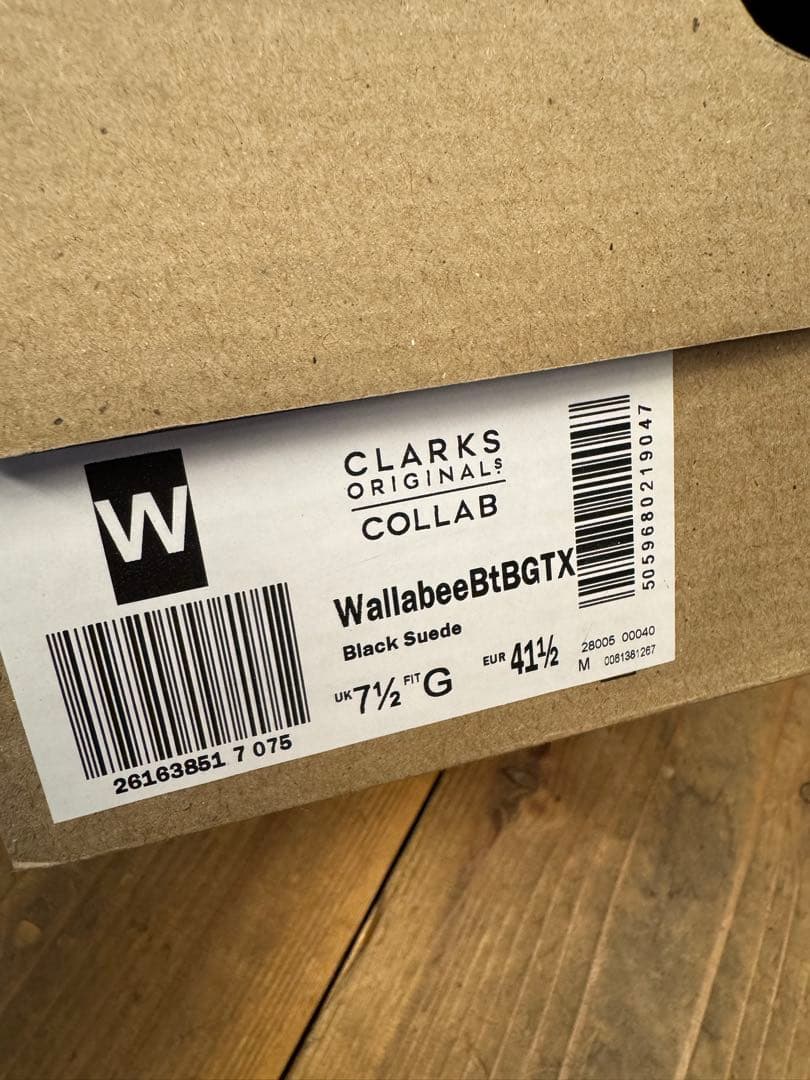 W
CLARKS
ORIGINALS
COLLAB
WallabeeBtBGTX
Black Suede
UK 7½ FIT G
EUR 41½
28005 00040
M 0081381267
26163851 7 075
5059680219047